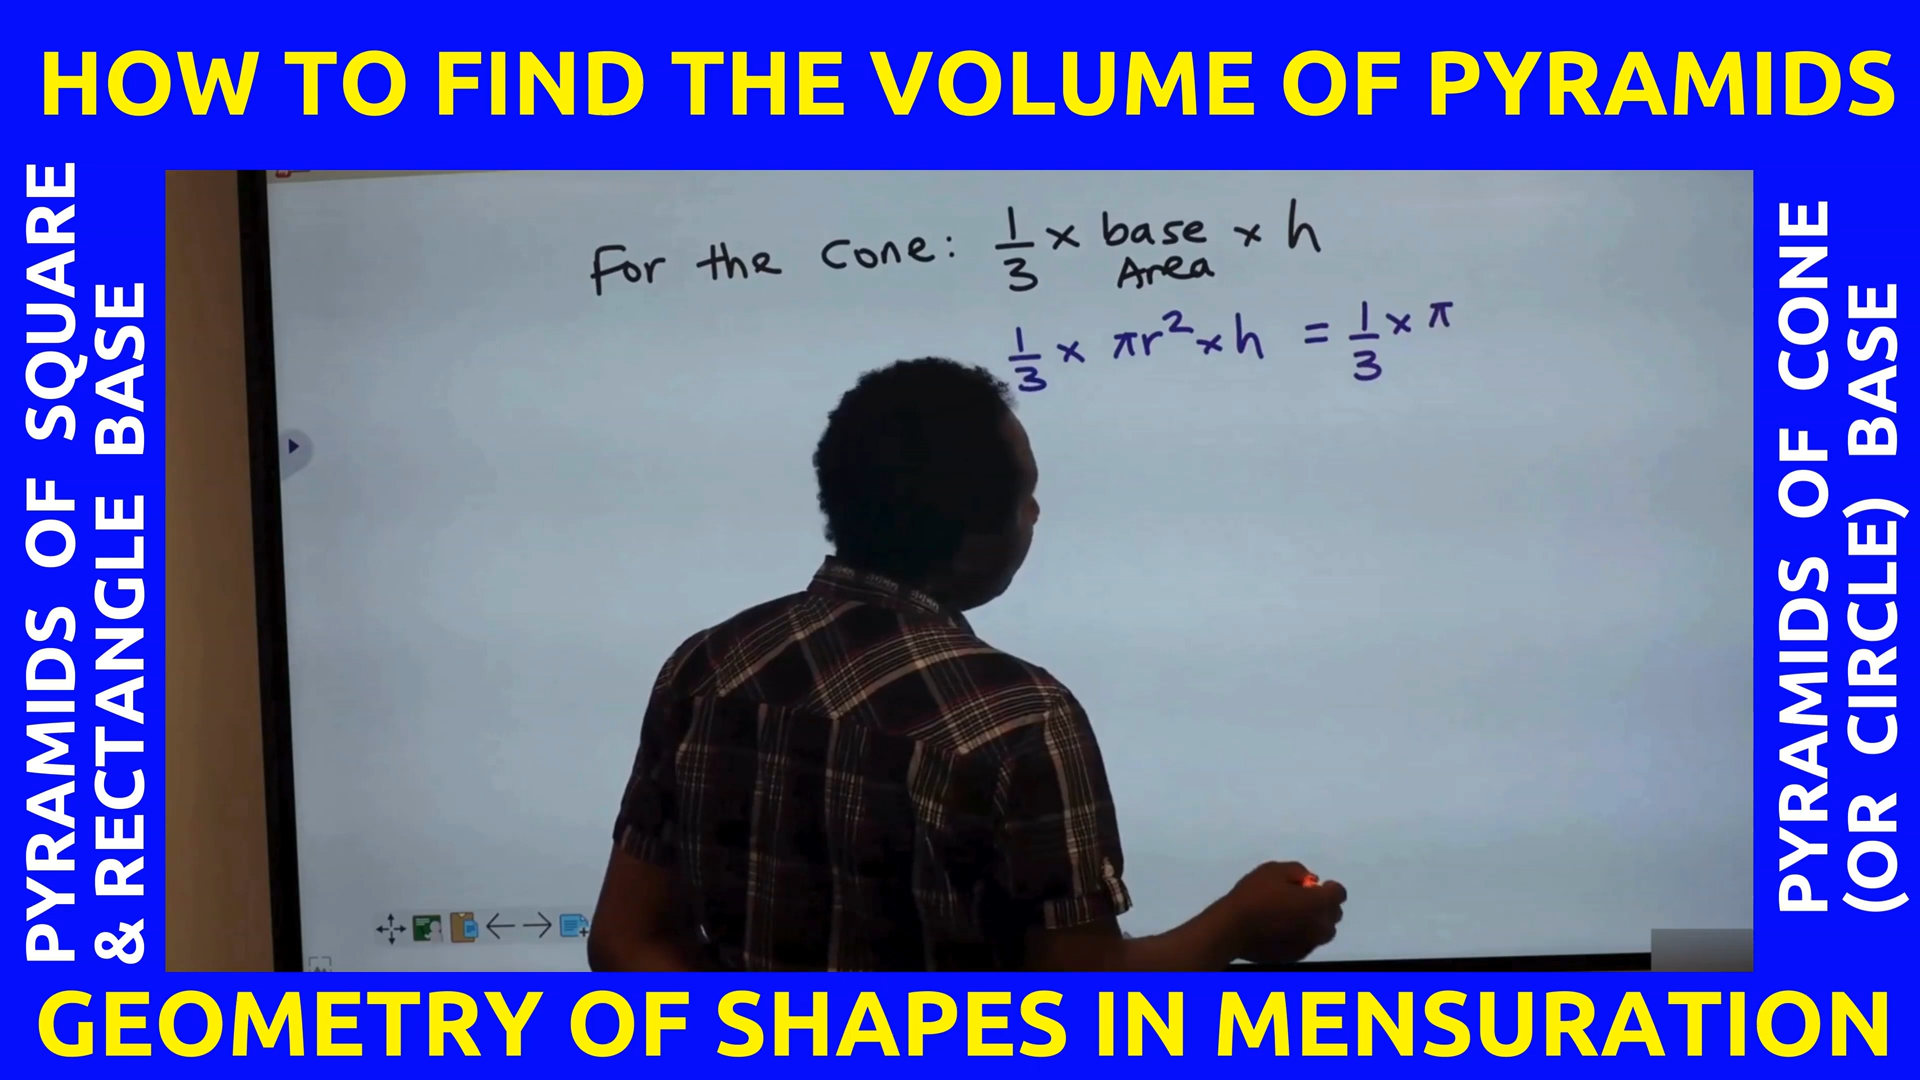 HOW TO FIND THE VOLUME OF PYRAMIDS
PYRAMIDS OF SQUARE
& RECTANGLE BASE
For the cone: 1/3 × base × h
Area
1/3 × πr² × h = 1/3 × π
PYRAMIDS OF CONE
(OR CIRCLE) BASE
GEOMETRY OF SHAPES IN MENSURATION